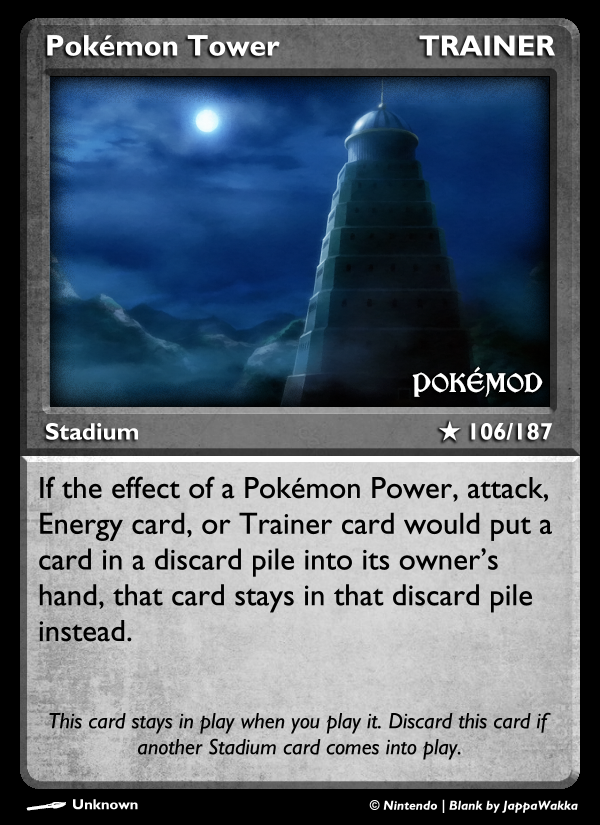 Pokémon Tower TRAINER
POKÉMOD
Stadium ★ 106/187
If the effect of a Pokémon Power, attack,
Energy card, or Trainer card would put a
card in a discard pile into its owner’s
hand, that card stays in that discard pile
instead.
This card stays in play when you play it. Discard this card if
another Stadium card comes into play.
Unknown © Nintendo | Blank by JappaWakka